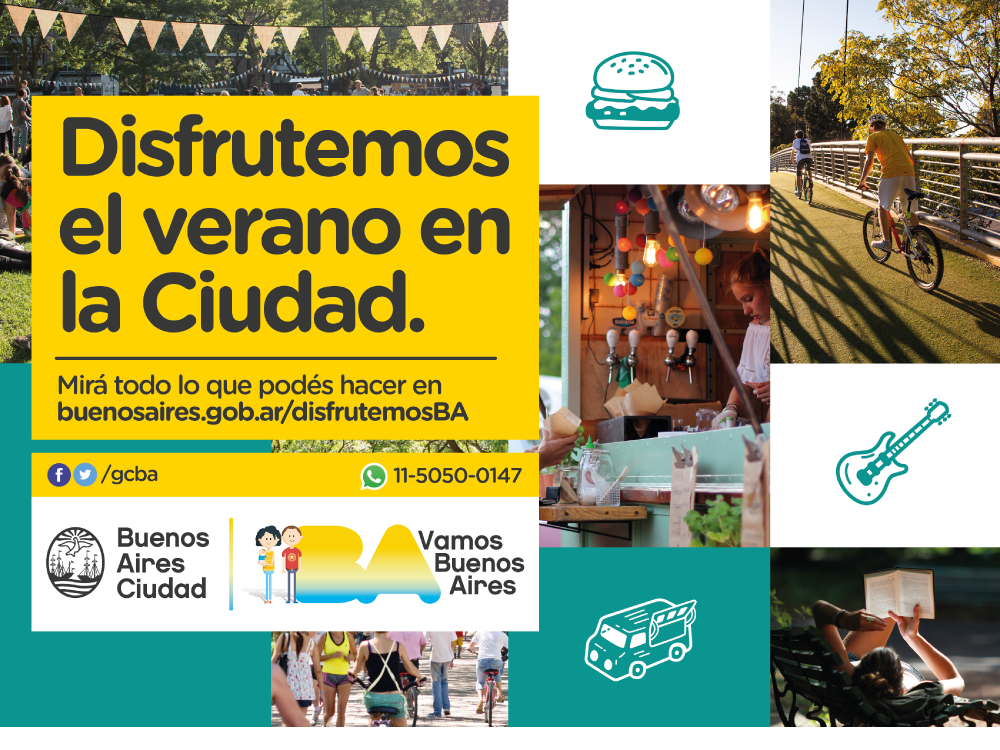 Disfrutemos
el verano en
la Ciudad.
Mirá todo lo que podés hacer en
buenosaires.gob.ar/disfrutemosBA
/gcba
11-5050-0147
Buenos
Aires
Ciudad
BA
Vamos
Buenos
Aires